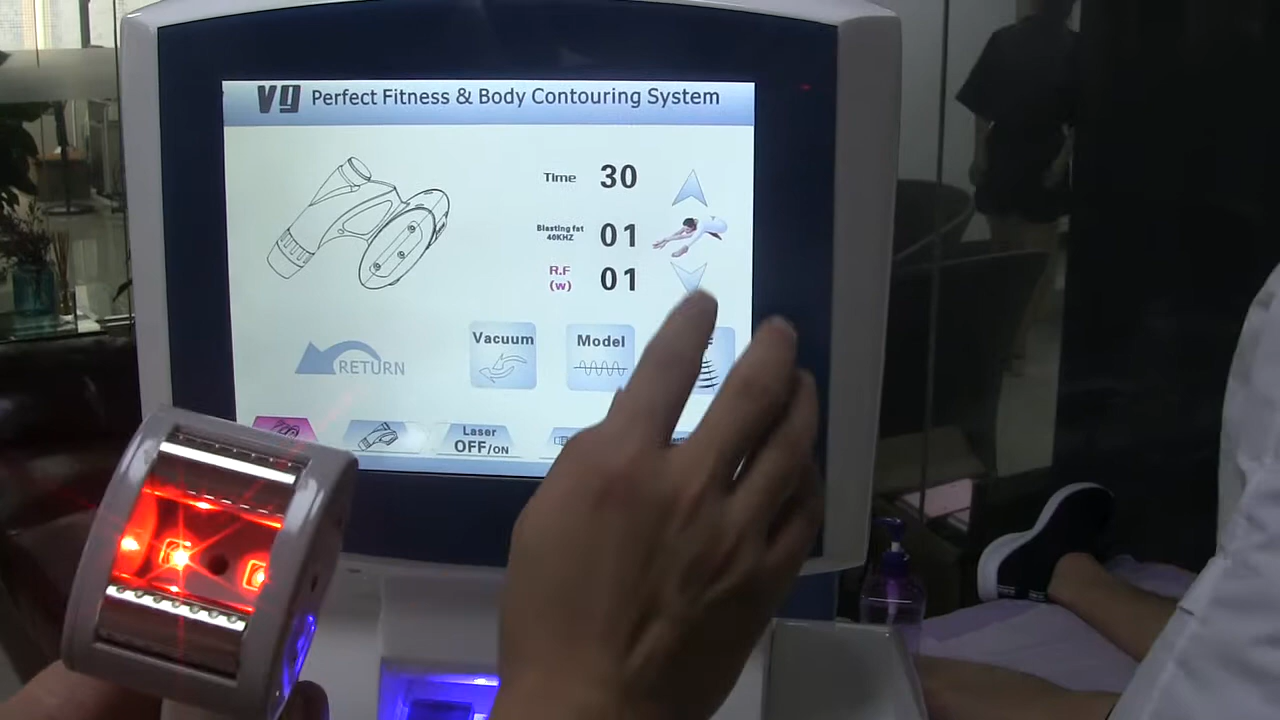 V9 Perfect Fitness & Body Contouring System
Time 30
Blasting fat
40KHZ
01
R.F
(w)
01
Vacuum
Model
RETURN
Laser
OFF/ON